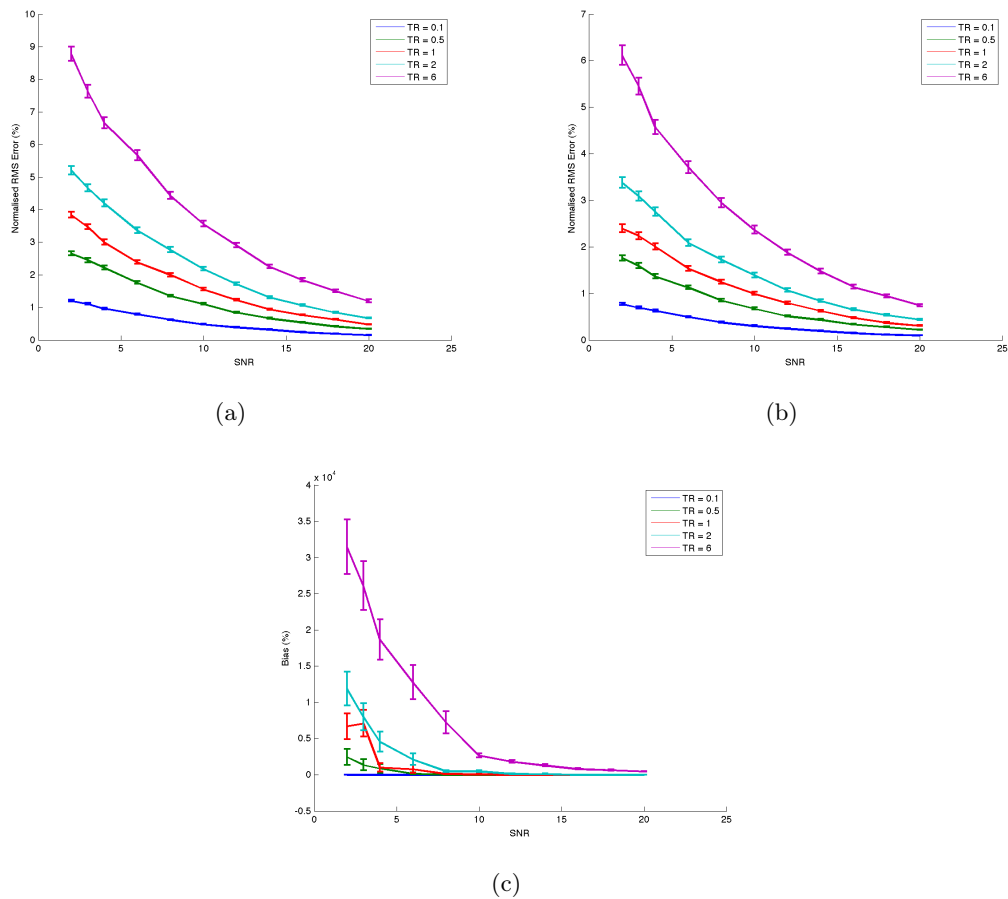 10
9
8
7
6
5
4
3
2
1
0
Normalised RMS Error (%)
0
5
10
15
20
25
SNR
TR = 0.1
TR = 0.5
TR = 1
TR = 2
TR = 6
(a)
7
6
5
4
3
2
1
0
Normalised RMS Error (%)
0
5
10
15
20
25
SNR
TR = 0.1
TR = 0.5
TR = 1
TR = 2
TR = 6
(b)
x 10⁴
4
3.5
3
2.5
2
1.5
1
0.5
0
-0.5
Bias (%)
0
5
10
15
20
25
SNR
TR = 0.1
TR = 0.5
TR = 1
TR = 2
TR = 6
(c)